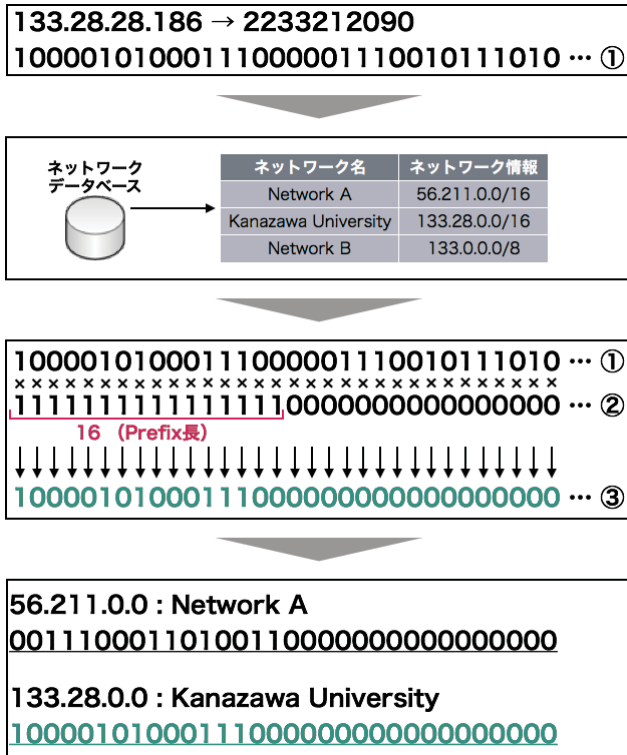 133.28.28.186 → 2233212090
10000101000111000001110010111010 … ①
ネットワーク
データベース
ネットワーク名 ネットワーク情報
Network A 56.211.0.0/16
Kanazawa University 133.28.0.0/16
Network B 133.0.0.0/8
10000101000111000001110010111010 … ①
××××××××××××××××××××××××××××××××
11111111111111110000000000000000 … ②
16 （Prefix長）
10000101000111000000000000000000 … ③
56.211.0.0 : Network A
00111000110100110000000000000000
133.28.0.0 : Kanazawa University
10000101000111000000000000000000